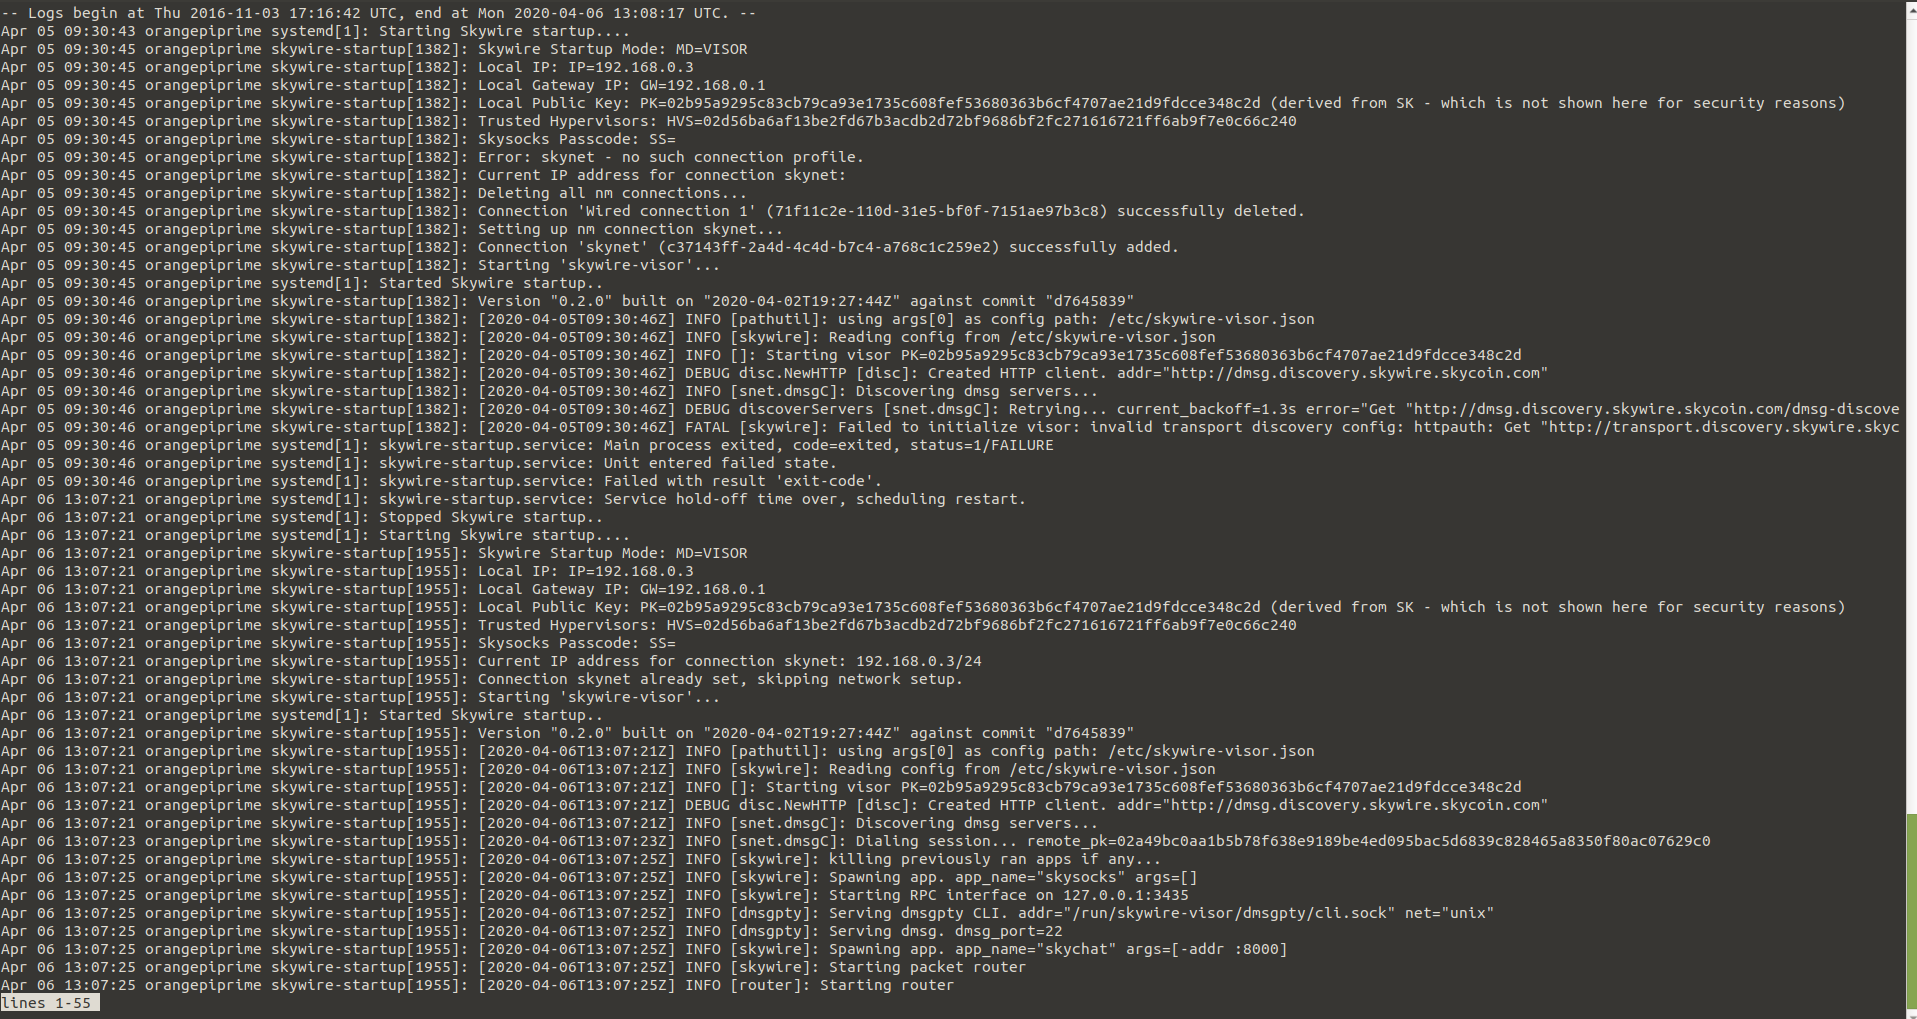 -- Logs begin at Thu 2016-11-03 17:16:42 UTC, end at Mon 2020-04-06 13:08:17 UTC. --
Apr 05 09:30:43 orangepiprime systemd[1]: Starting Skywire startup....
Apr 05 09:30:45 orangepiprime skywire-startup[1382]: Skywire Startup Mode: MD=VISOR
Apr 05 09:30:45 orangepiprime skywire-startup[1382]: Local IP: IP=192.168.0.3
Apr 05 09:30:45 orangepiprime skywire-startup[1382]: Local Gateway IP: GW=192.168.0.1
Apr 05 09:30:45 orangepiprime skywire-startup[1382]: Local Public Key: PK=02b95a9295c83cb79ca93e1735c608fef53680363b6cf4707ae21d9fdcce348c2d (derived from SK - which is not shown here for security reasons)
Apr 05 09:30:45 orangepiprime skywire-startup[1382]: Trusted Hypervisors: HVS=02d56ba6af13be2fd67b3acdb2d72bf9686bf2fc271616721ff6ab9f7e0c66c240
Apr 05 09:30:45 orangepiprime skywire-startup[1382]: Skysocks Passcode: SS=
Apr 05 09:30:45 orangepiprime skywire-startup[1382]: Error: skynet - no such connection profile.
Apr 05 09:30:45 orangepiprime skywire-startup[1382]: Current IP address for connection skynet:
Apr 05 09:30:45 orangepiprime skywire-startup[1382]: Deleting all nm connections...
Apr 05 09:30:45 orangepiprime skywire-startup[1382]: Connection 'Wired connection 1' (71f11c2e-110d-31e5-bf0f-7151ae97b3c8) successfully deleted.
Apr 05 09:30:45 orangepiprime skywire-startup[1382]: Setting up nm connection skynet...
Apr 05 09:30:45 orangepiprime skywire-startup[1382]: Connection 'skynet' (c37143ff-2a4d-4c4d-b7c4-a768c1c259e2) successfully added.
Apr 05 09:30:45 orangepiprime skywire-startup[1382]: Starting 'skywire-visor'...
Apr 05 09:30:45 orangepiprime systemd[1]: Started Skywire startup..
Apr 05 09:30:46 orangepiprime skywire-startup[1382]: Version "0.2.0" built on "2020-04-02T19:27:44Z" against commit "d7645839"
Apr 05 09:30:46 orangepiprime skywire-startup[1382]: [2020-04-05T09:30:46Z] INFO [pathutil]: using args[0] as config path: /etc/skywire-visor.json
Apr 05 09:30:46 orangepiprime skywire-startup[1382]: [2020-04-05T09:30:46Z] INFO [skywire]: Reading config from /etc/skywire-visor.json
Apr 05 09:30:46 orangepiprime skywire-startup[1382]: [2020-04-05T09:30:46Z] INFO []: Starting visor PK=02b95a9295c83cb79ca93e1735c608fef53680363b6cf4707ae21d9fdcce348c2d
Apr 05 09:30:46 orangepiprime skywire-startup[1382]: [2020-04-05T09:30:46Z] DEBUG disc.NewHTTP [disc]: Created HTTP client. addr="http://dmsg.discovery.skywire.skycoin.com"
Apr 05 09:30:46 orangepiprime skywire-startup[1382]: [2020-04-05T09:30:46Z] INFO [snet.dmsgC]: Discovering dmsg servers...
Apr 05 09:30:46 orangepiprime skywire-startup[1382]: [2020-04-05T09:30:46Z] DEBUG discoverServers [snet.dmsgC]: Retrying... current_backoff=1.3s error="Get "http://dmsg.discovery.skywire.skycoin.com/dmsg-discove
Apr 05 09:30:46 orangepiprime skywire-startup[1382]: [2020-04-05T09:30:46Z] FATAL [skywire]: Failed to initialize visor: invalid transport discovery config: httpauth: Get "http://transport.discovery.skywire.skyc
Apr 05 09:30:46 orangepiprime systemd[1]: skywire-startup.service: Main process exited, code=exited, status=1/FAILURE
Apr 05 09:30:46 orangepiprime systemd[1]: skywire-startup.service: Unit entered failed state.
Apr 05 09:30:46 orangepiprime systemd[1]: skywire-startup.service: Failed with result 'exit-code'.
Apr 06 13:07:21 orangepiprime systemd[1]: skywire-startup.service: Service hold-off time over, scheduling restart.
Apr 06 13:07:21 orangepiprime systemd[1]: Stopped Skywire startup..
Apr 06 13:07:21 orangepiprime systemd[1]: Starting Skywire startup....
Apr 06 13:07:21 orangepiprime skywire-startup[1955]: Skywire Startup Mode: MD=VISOR
Apr 06 13:07:21 orangepiprime skywire-startup[1955]: Local IP: IP=192.168.0.3
Apr 06 13:07:21 orangepiprime skywire-startup[1955]: Local Gateway IP: GW=192.168.0.1
Apr 06 13:07:21 orangepiprime skywire-startup[1955]: Local Public Key: PK=02b95a9295c83cb79ca93e1735c608fef53680363b6cf4707ae21d9fdcce348c2d (derived from SK - which is not shown here for security reasons)
Apr 06 13:07:21 orangepiprime skywire-startup[1955]: Trusted Hypervisors: HVS=02d56ba6af13be2fd67b3acdb2d72bf9686bf2fc271616721ff6ab9f7e0c66c240
Apr 06 13:07:21 orangepiprime skywire-startup[1955]: Skysocks Passcode: SS=
Apr 06 13:07:21 orangepiprime skywire-startup[1955]: Current IP address for connection skynet: 192.168.0.3/24
Apr 06 13:07:21 orangepiprime skywire-startup[1955]: Connection skynet already set, skipping network setup.
Apr 06 13:07:21 orangepiprime skywire-startup[1955]: Starting 'skywire-visor'...
Apr 06 13:07:21 orangepiprime systemd[1]: Started Skywire startup..
Apr 06 13:07:21 orangepiprime skywire-startup[1955]: Version "0.2.0" built on "2020-04-02T19:27:44Z" against commit "d7645839"
Apr 06 13:07:21 orangepiprime skywire-startup[1955]: [2020-04-06T13:07:21Z] INFO [pathutil]: using args[0] as config path: /etc/skywire-visor.json
Apr 06 13:07:21 orangepiprime skywire-startup[1955]: [2020-04-06T13:07:21Z] INFO [skywire]: Reading config from /etc/skywire-visor.json
Apr 06 13:07:21 orangepiprime skywire-startup[1955]: [2020-04-06T13:07:21Z] INFO []: Starting visor PK=02b95a9295c83cb79ca93e1735c608fef53680363b6cf4707ae21d9fdcce348c2d
Apr 06 13:07:21 orangepiprime skywire-startup[1955]: [2020-04-06T13:07:21Z] DEBUG disc.NewHTTP [disc]: Created HTTP client. addr="http://dmsg.discovery.skywire.skycoin.com"
Apr 06 13:07:21 orangepiprime skywire-startup[1955]: [2020-04-06T13:07:21Z] INFO [snet.dmsgC]: Discovering dmsg servers...
Apr 06 13:07:23 orangepiprime skywire-startup[1955]: [2020-04-06T13:07:23Z] INFO [snet.dmsgC]: Dialing session... remote_pk=02a49bc0aa1b5b78f638e9189be4ed095bac5d6839c828465a8350f80ac07629c0
Apr 06 13:07:25 orangepiprime skywire-startup[1955]: [2020-04-06T13:07:25Z] INFO [skywire]: killing previously ran apps if any...
Apr 06 13:07:25 orangepiprime skywire-startup[1955]: [2020-04-06T13:07:25Z] INFO [skywire]: Spawning app. app_name="skysocks" args=[]
Apr 06 13:07:25 orangepiprime skywire-startup[1955]: [2020-04-06T13:07:25Z] INFO [skywire]: Starting RPC interface on 127.0.0.1:3435
Apr 06 13:07:25 orangepiprime skywire-startup[1955]: [2020-04-06T13:07:25Z] INFO [dmsgpty]: Serving dmsgpty CLI. addr="/run/skywire-visor/dmsgpty/cli.sock" net="unix"
Apr 06 13:07:25 orangepiprime skywire-startup[1955]: [2020-04-06T13:07:25Z] INFO [dmsgpty]: Serving dmsg. dmsg_port=22
Apr 06 13:07:25 orangepiprime skywire-startup[1955]: [2020-04-06T13:07:25Z] INFO [skywire]: Spawning app. app_name="skychat" args=[-addr :8000]
Apr 06 13:07:25 orangepiprime skywire-startup[1955]: [2020-04-06T13:07:25Z] INFO [skywire]: Starting packet router
Apr 06 13:07:25 orangepiprime skywire-startup[1955]: [2020-04-06T13:07:25Z] INFO [router]: Starting router
lines 1-55